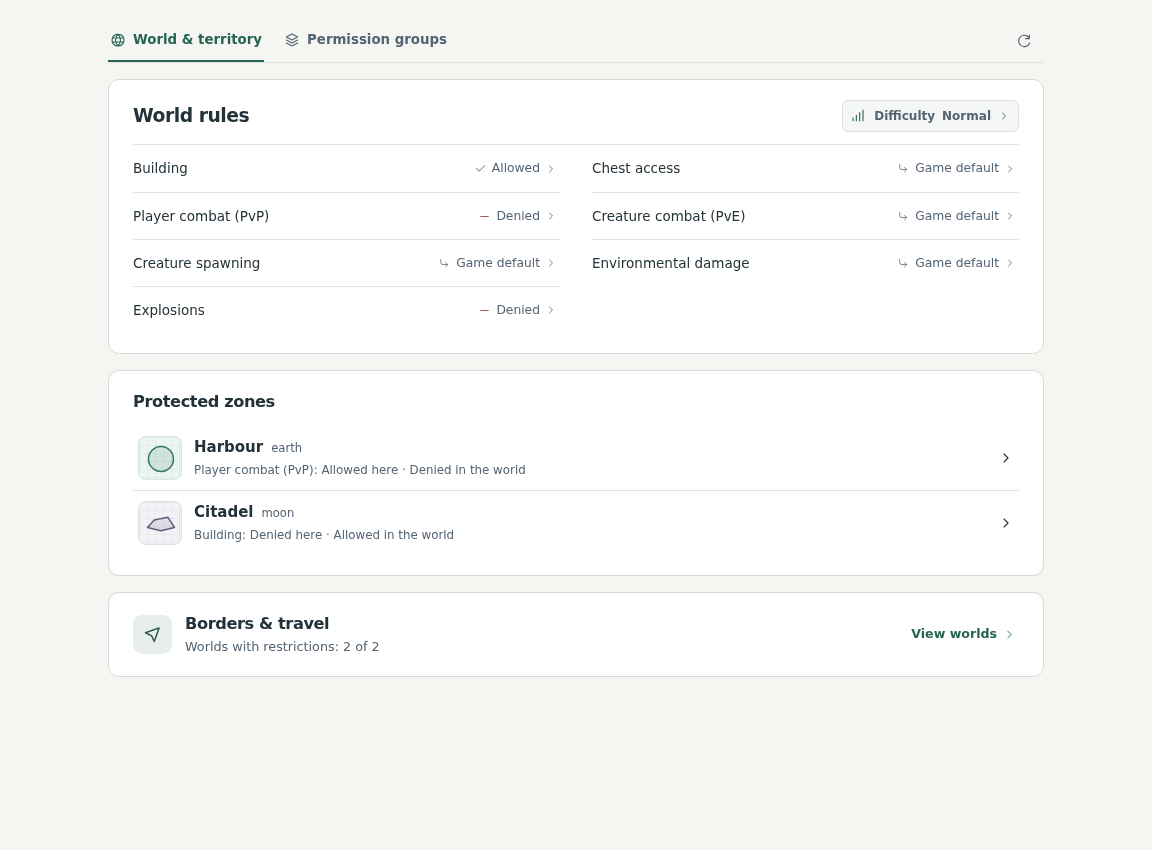 World & territory
Permission groups
World rules
Difficulty Normal
Building
Allowed
Chest access
Game default
Player combat (PvP)
Denied
Creature combat (PvE)
Game default
Creature spawning
Game default
Environmental damage
Game default
Explosions
Denied
Protected zones
Harbour earth
Player combat (PvP): Allowed here · Denied in the world
Citadel moon
Building: Denied here · Allowed in the world
Borders & travel
Worlds with restrictions: 2 of 2
View worlds